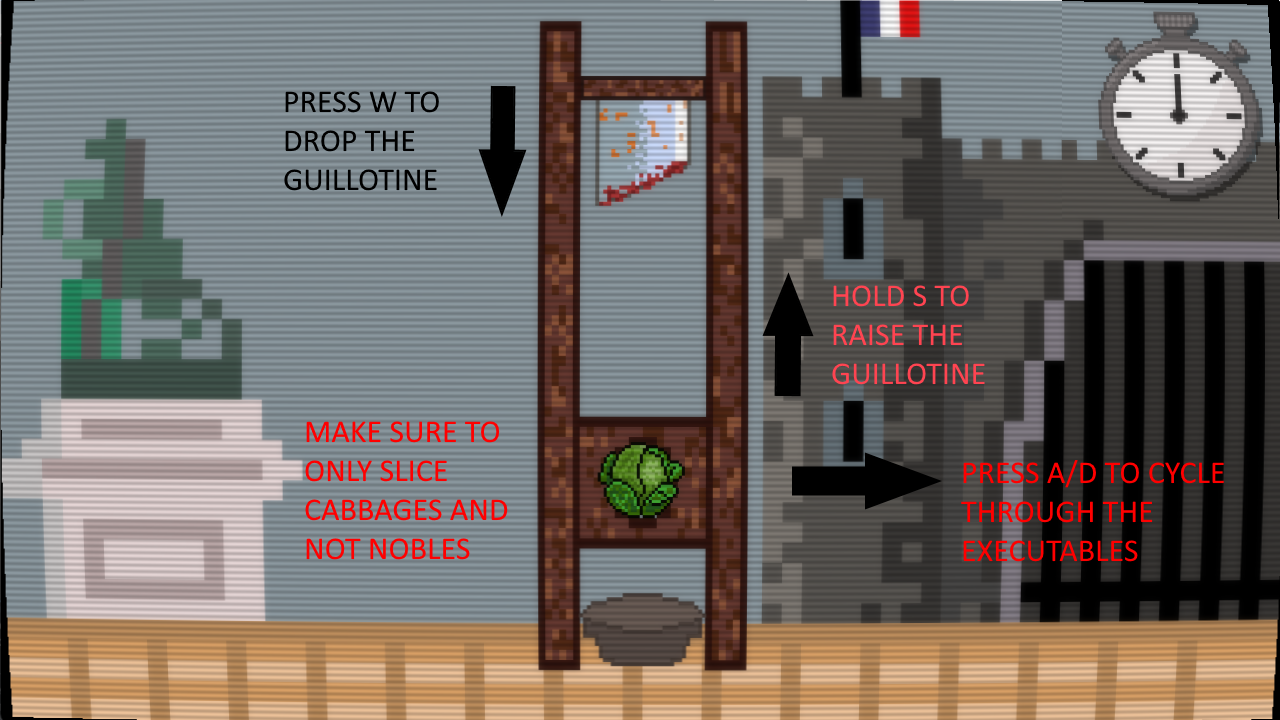 PRESS W TO
DROP THE
GUILLOTINE
HOLD S TO
RAISE THE
GUILLOTINE
MAKE SURE TO
ONLY SLICE
CABBAGES AND
NOT NOBLES
PRESS A/D TO CYCLE
THROUGH THE
EXECUTABLES